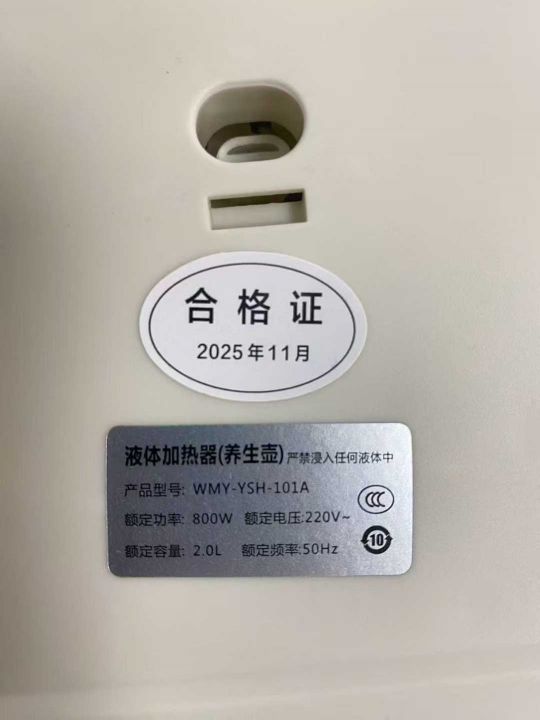 合格证
2025年11月
液体加热器(养生壶)严禁浸入任何液体中
产品型号: WMY-YSH-101A
额定功率: 800W 额定电压:220V~
额定容量: 2.0L 额定频率:50Hz
CCC
10